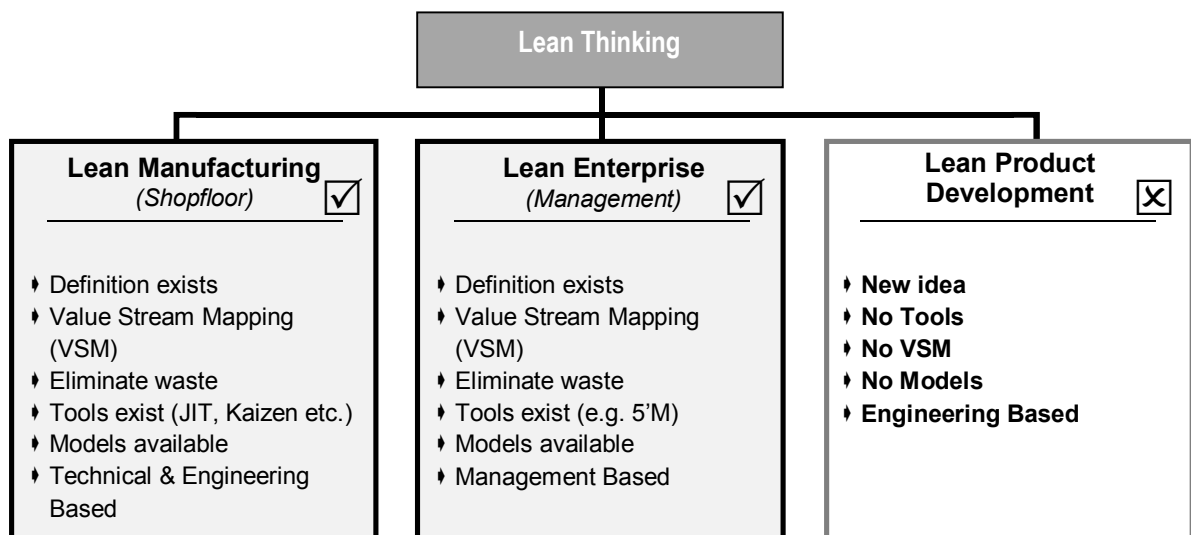 Lean Thinking
Lean Manufacturing
(Shopfloor)
Definition exists
Value Stream Mapping
(VSM)
Eliminate waste
Tools exist (JIT, Kaizen etc.)
Models available
Technical & Engineering
Based
Lean Enterprise
(Management)
Definition exists
Value Stream Mapping
(VSM)
Eliminate waste
Tools exist (e.g. 5’M)
Models available
Management Based
Lean Product
Development
New idea
No Tools
No VSM
No Models
Engineering Based